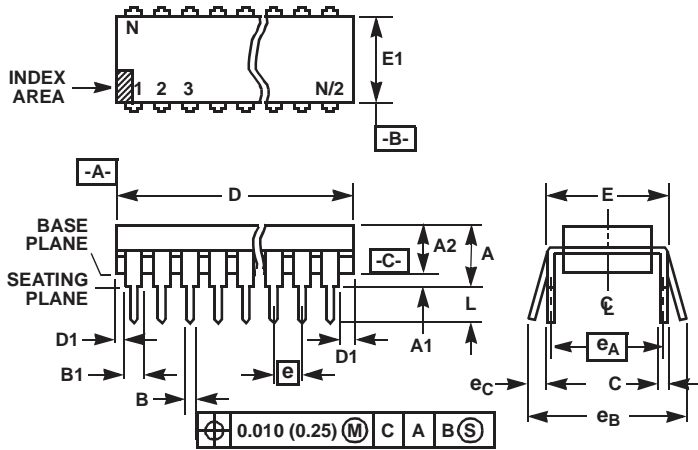 N
E1
INDEX
AREA
1 2 3 N/2
-B-
-A-
D
E
BASE
PLANE
A2
A
-C-
SEATING
PLANE
L
C L
D1
A1
D1
e
eA
B1
eC
C
B
eB
0.010 (0.25) M C A B S